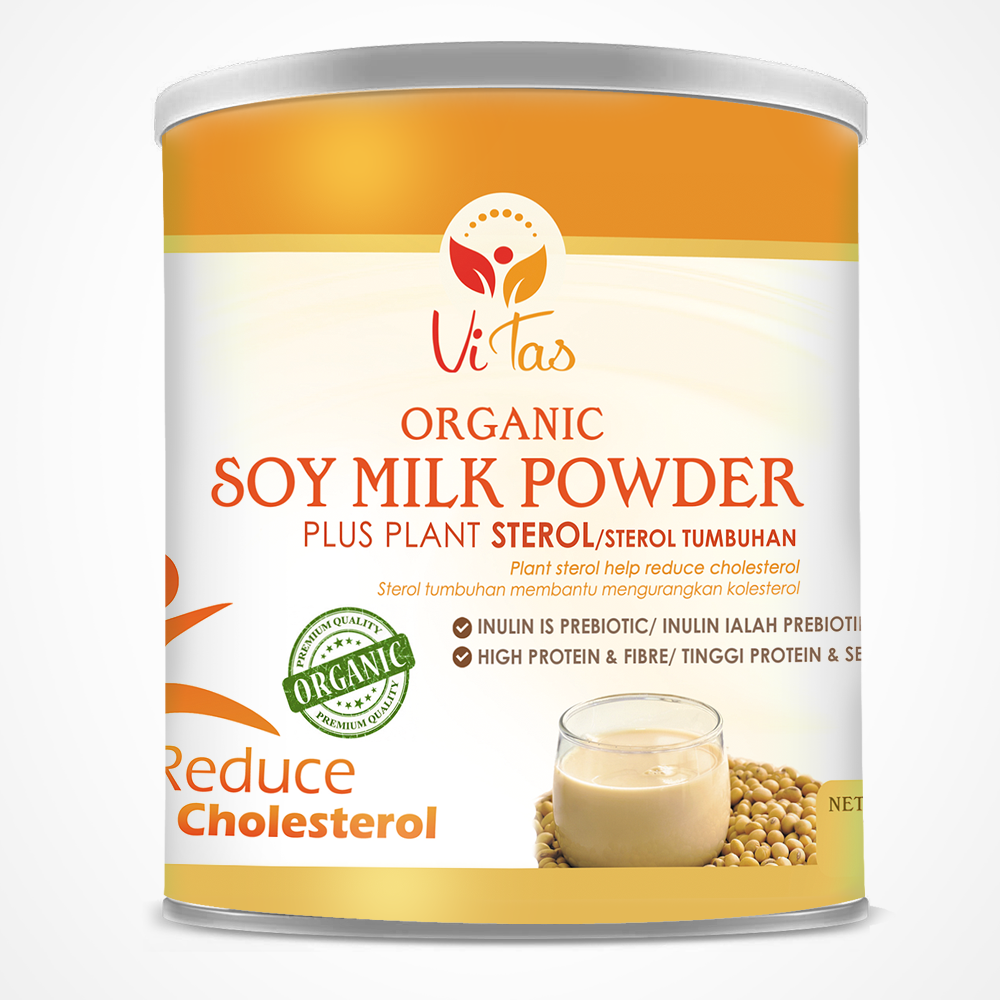 ViTas
ORGANIC
SOY MILK POWDER
PLUS PLANT STEROL/STEROL TUMBUHAN
Plant sterol help reduce cholesterol
Sterol tumbuhan membantu mengurangkan kolesterol
INULIN IS PREBIOTIC/ INULIN IALAH
HIGH PROTEIN & FIBRE/ TINGGI PROTEIN &
PREMIUM QUALITY
ORGANIC
PREMIUM QUALITY
Reduce
Cholesterol
NET